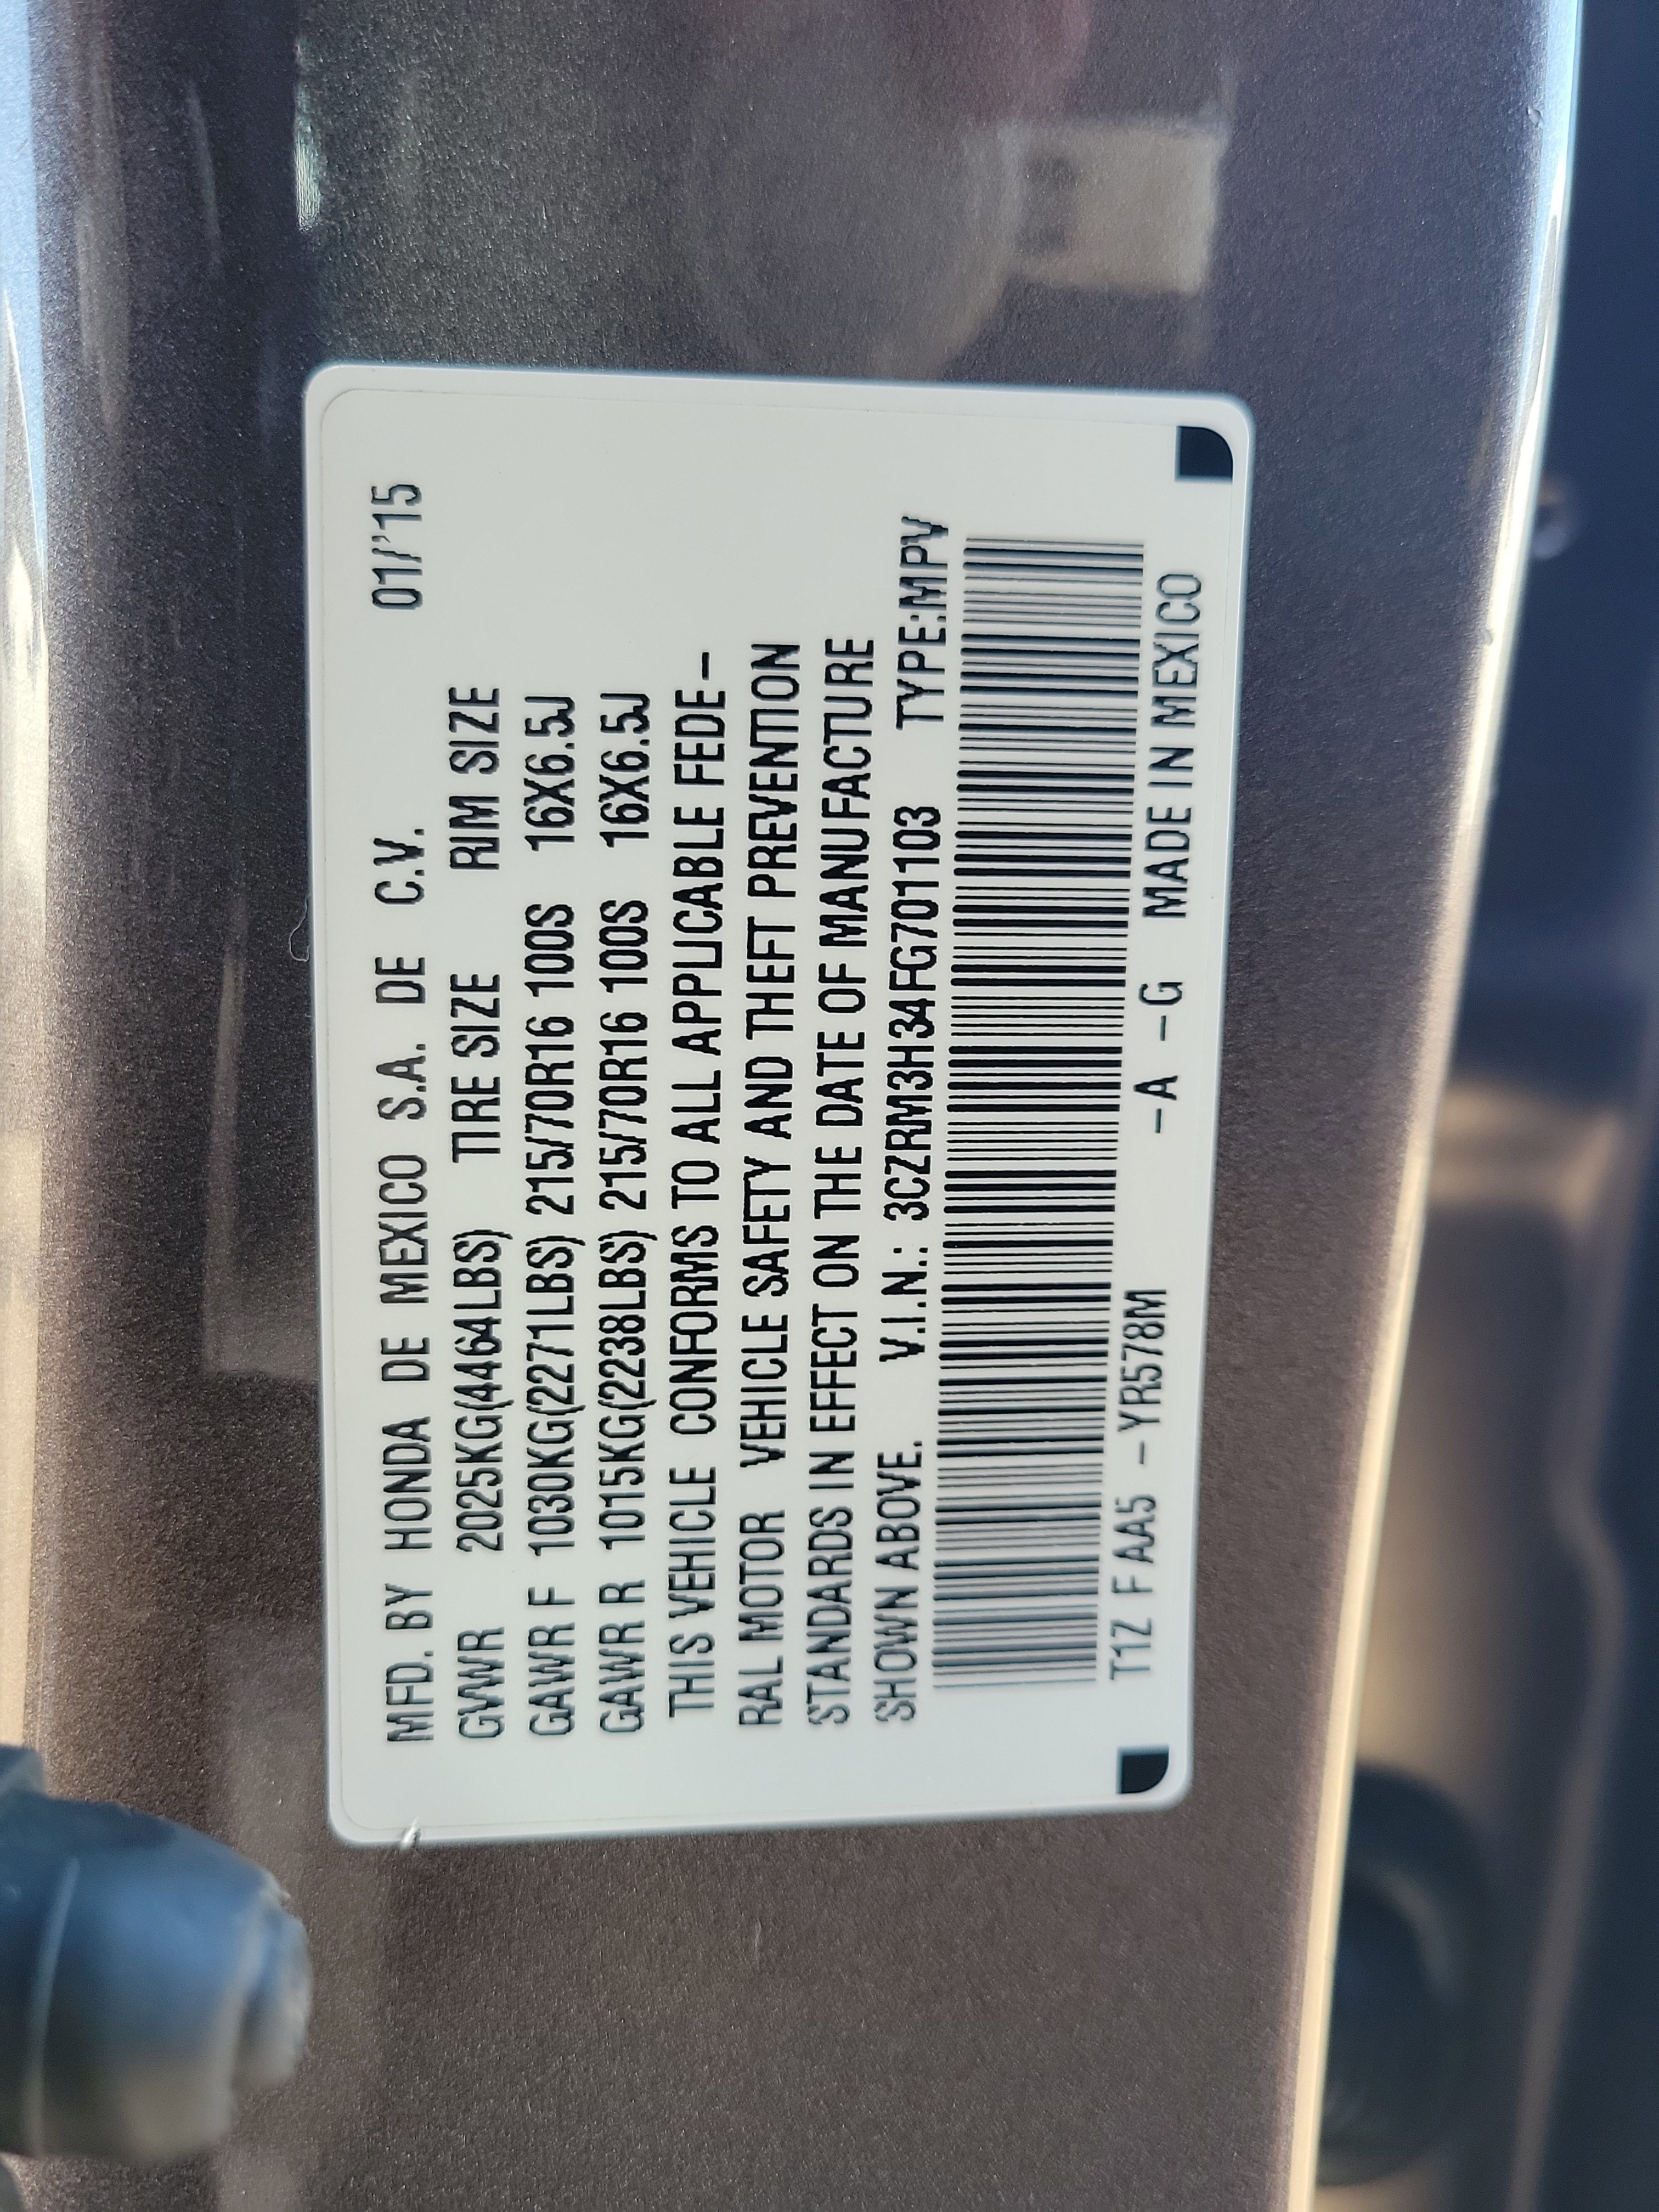 MFD. BY HONDA DE MEXICO S.A. DE C.V. 01/'15
GVWR 2025KG(4464LBS) TIRE SIZE RIM SIZE
GAWR F 1030KG(2271LBS) 215/70R16 100S 16X6.5J
GAWR R 1015KG(2238LBS) 215/70R16 100S 16X6.5J
THIS VEHICLE CONFORMS TO ALL APPLICABLE FEDE-
RAL MOTOR VEHICLE SAFETY AND THEFT PREVENTION
STANDARDS IN EFFECT ON THE DATE OF MANUFACTURE
SHOWN ABOVE. V.I.N.: 3CZRM3H34FG701103 TYPE:MPV
T1Z F AA5 -YR578M -A -G MADE IN MEXICO